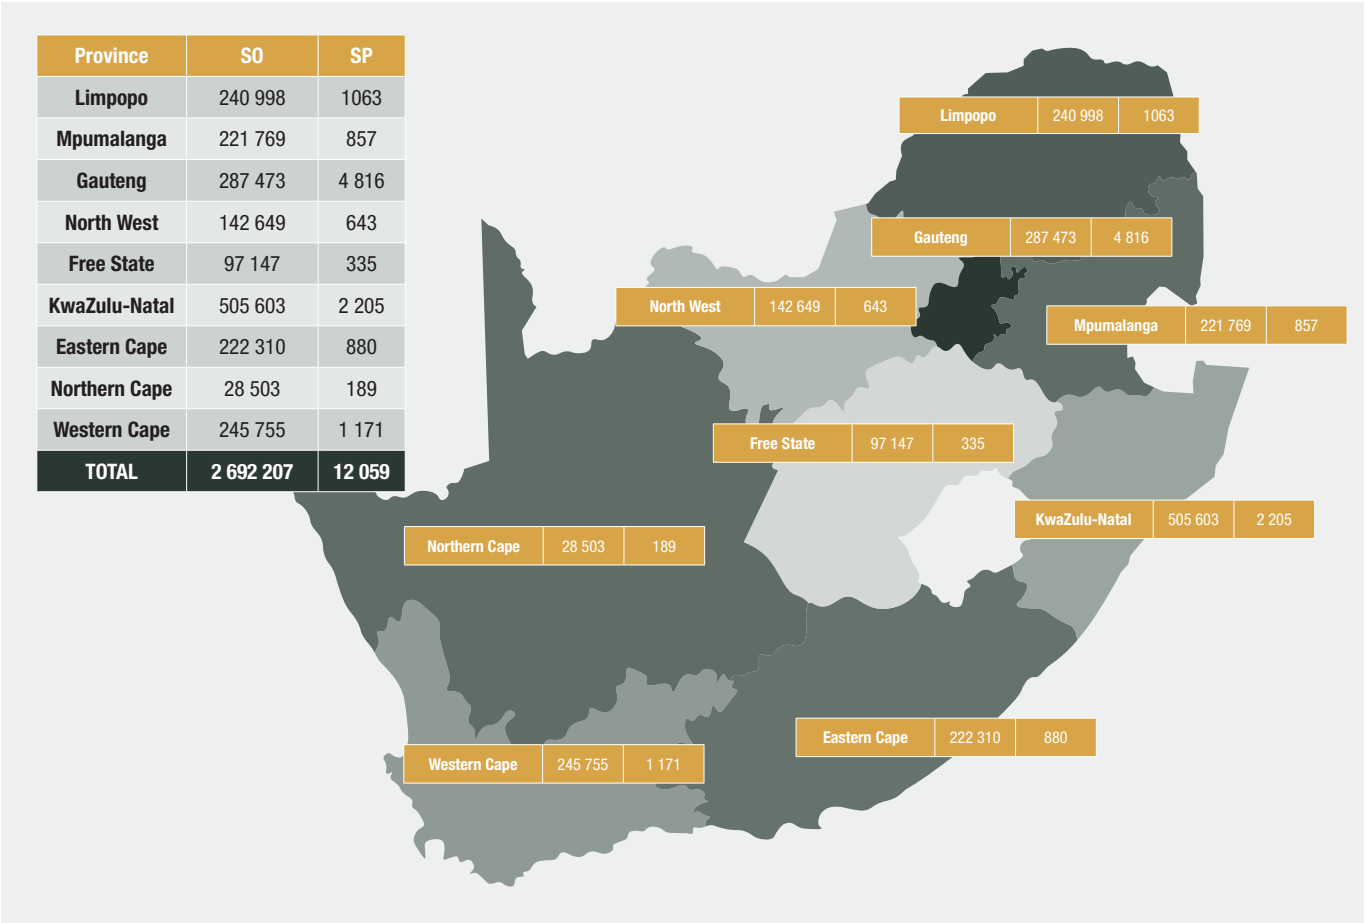 Province SO SP
Limpopo 240 998 1063
Mpumalanga 221 769 857
Gauteng 287 473 4 816
North West 142 649 643
Free State 97 147 335
KwaZulu-Natal 505 603 2 205
Eastern Cape 222 310 880
Northern Cape 28 503 189
Western Cape 245 755 1 171
TOTAL 2 692 207 12 059
Limpopo 240 998 1063
Gauteng 287 473 4 816
North West 142 649 643
Mpumalanga 221 769 857
Free State 97 147 335
KwaZulu-Natal 505 603 2 205
Northern Cape 28 503 189
Eastern Cape 222 310 880
Western Cape 245 755 1 171